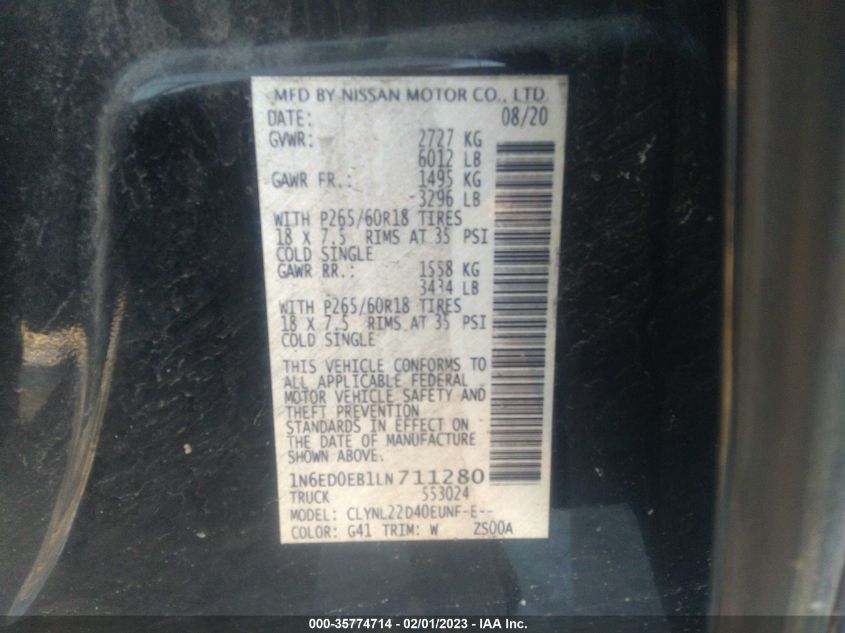 MFD BY NISSAN MOTOR CO., LTD.
DATE: 08/20
GVWR: 2727 KG
6012 LB
GAWR FR.: 1495 KG
3296 LB
WITH P265/60R18 TIRES
18 X 7.5 RIMS AT 35 PSI
COLD SINGLE
GAWR RR.: 1558 KG
3434 LB
WITH P265/60R18 TIRES
18 X 7.5 RIMS AT 35 PSI
COLD SINGLE
THIS VEHICLE CONFORMS TO
ALL APPLICABLE FEDERAL
MOTOR VEHICLE SAFETY AND
THEFT PREVENTION
STANDARDS IN EFFECT ON
THE DATE OF MANUFACTURE
SHOWN ABOVE.
1N6ED0EB1LN711280
TRUCK 553024
MODEL: CLYNL22D40EUNF-E--
COLOR: G41 TRIM: W ZS00A
000-35774714 - 02/01/2023 - IAA Inc.